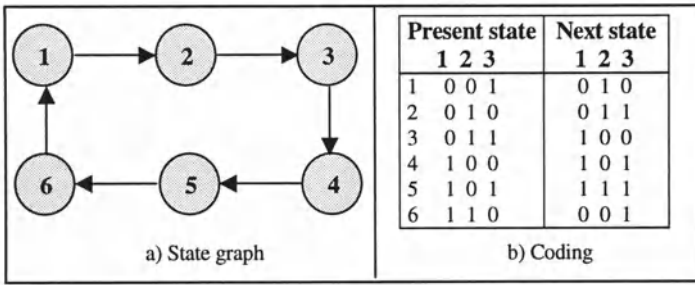 1 2 3
6 5 4
a) State graph
Present state Next state
1 2 3 1 2 3
1 0 0 1 0 1 0
2 0 1 0 0 1 1
3 0 1 1 1 0 0
4 1 0 0 1 0 1
5 1 0 1 1 1 1
6 1 1 0 0 0 1
b) Coding